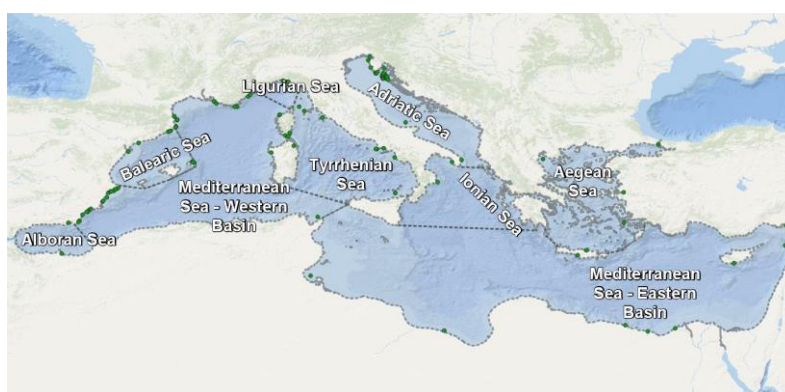 Ligurian Sea
Adriatic Sea
Balearic Sea
Tyrrhenian
Sea
Aegean
Sea
Ionian Sea
Mediterranean
Sea - Western
Basin
Alboran Sea
Mediterranean
Sea - Eastern
Basin